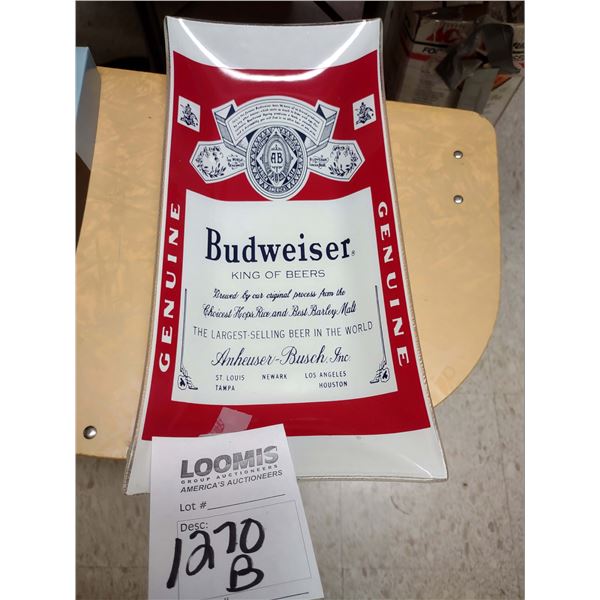 AB
GENUINE
Budweiser®
KING OF BEERS
Brewed by our original process from the
Choicest Hops, Rice and Best Barley Malt
THE LARGEST-SELLING BEER IN THE WORLD
Anheuser-Busch, Inc.
ST. LOUIS NEWARK LOS ANGELES
TAMPA HOUSTON
GENUINE
LOOMIS
GROUP AUCTIONEERS
AMERICA'S AUCTIONEERS
Lot #
Desc:
1270
B